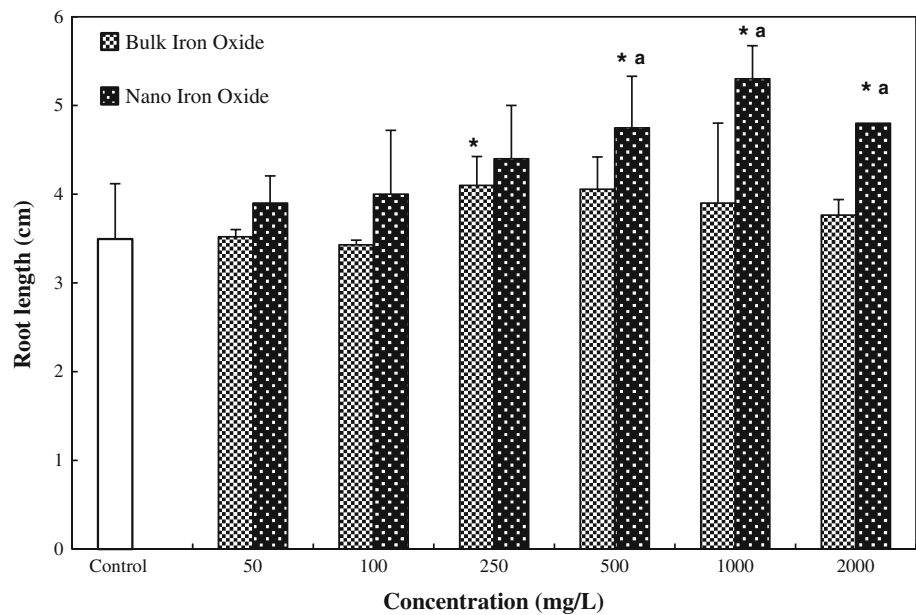 Bulk Iron Oxide
Nano Iron Oxide
Root length (cm)
6
5
4
3
2
1
0
*
* a
* a
* a
Control 50 100 250 500 1000 2000
Concentration (mg/L)